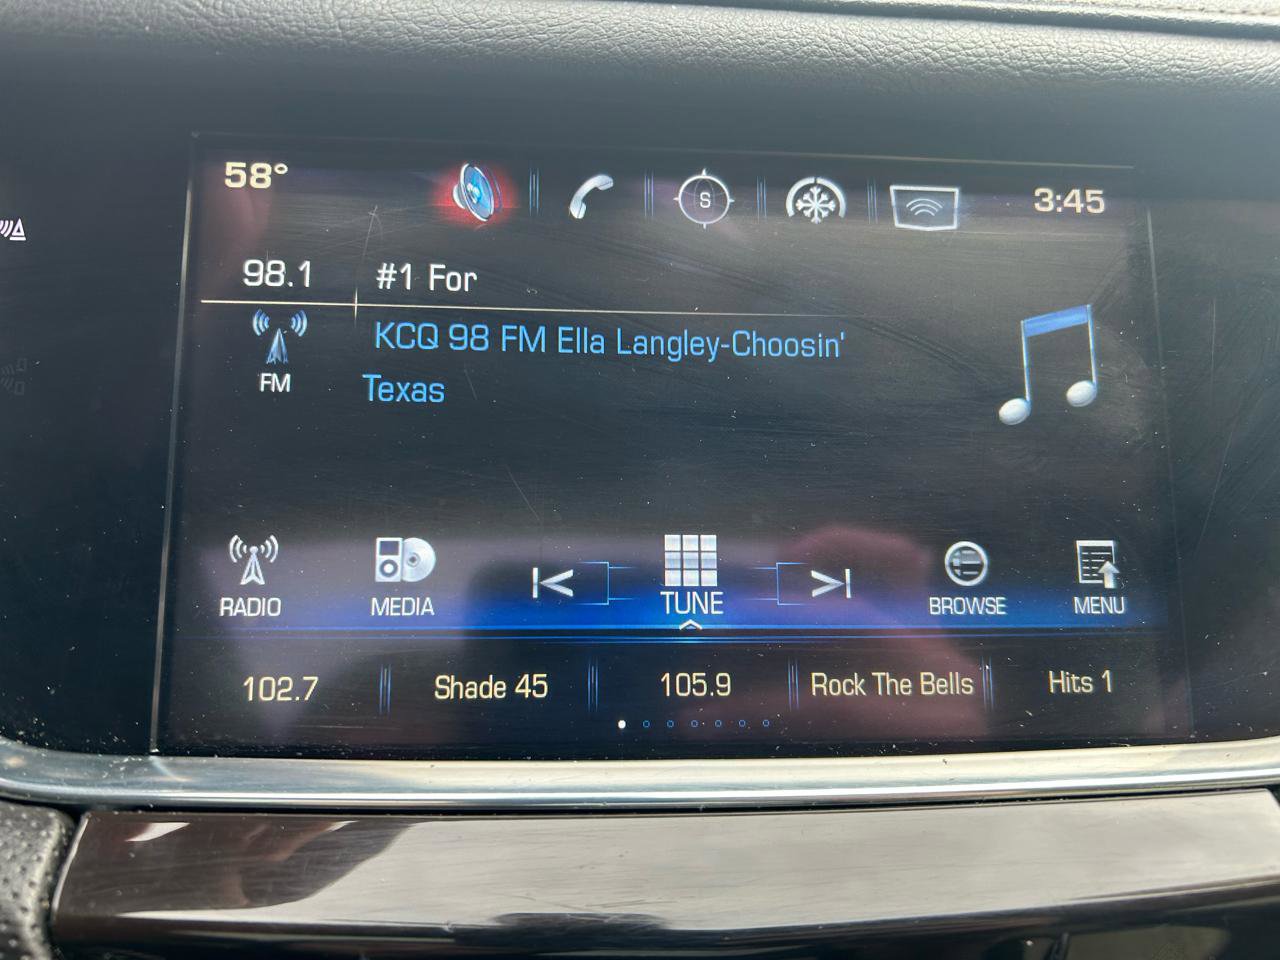 58°
S
3:45
98.1
#1 For
KCQ 98 FM Ella Langley-Choosin'
FM
Texas
RADIO
MEDIA
TUNE
BROWSE
MENU
102.7
Shade 45
105.9
Rock The Bells
Hits 1